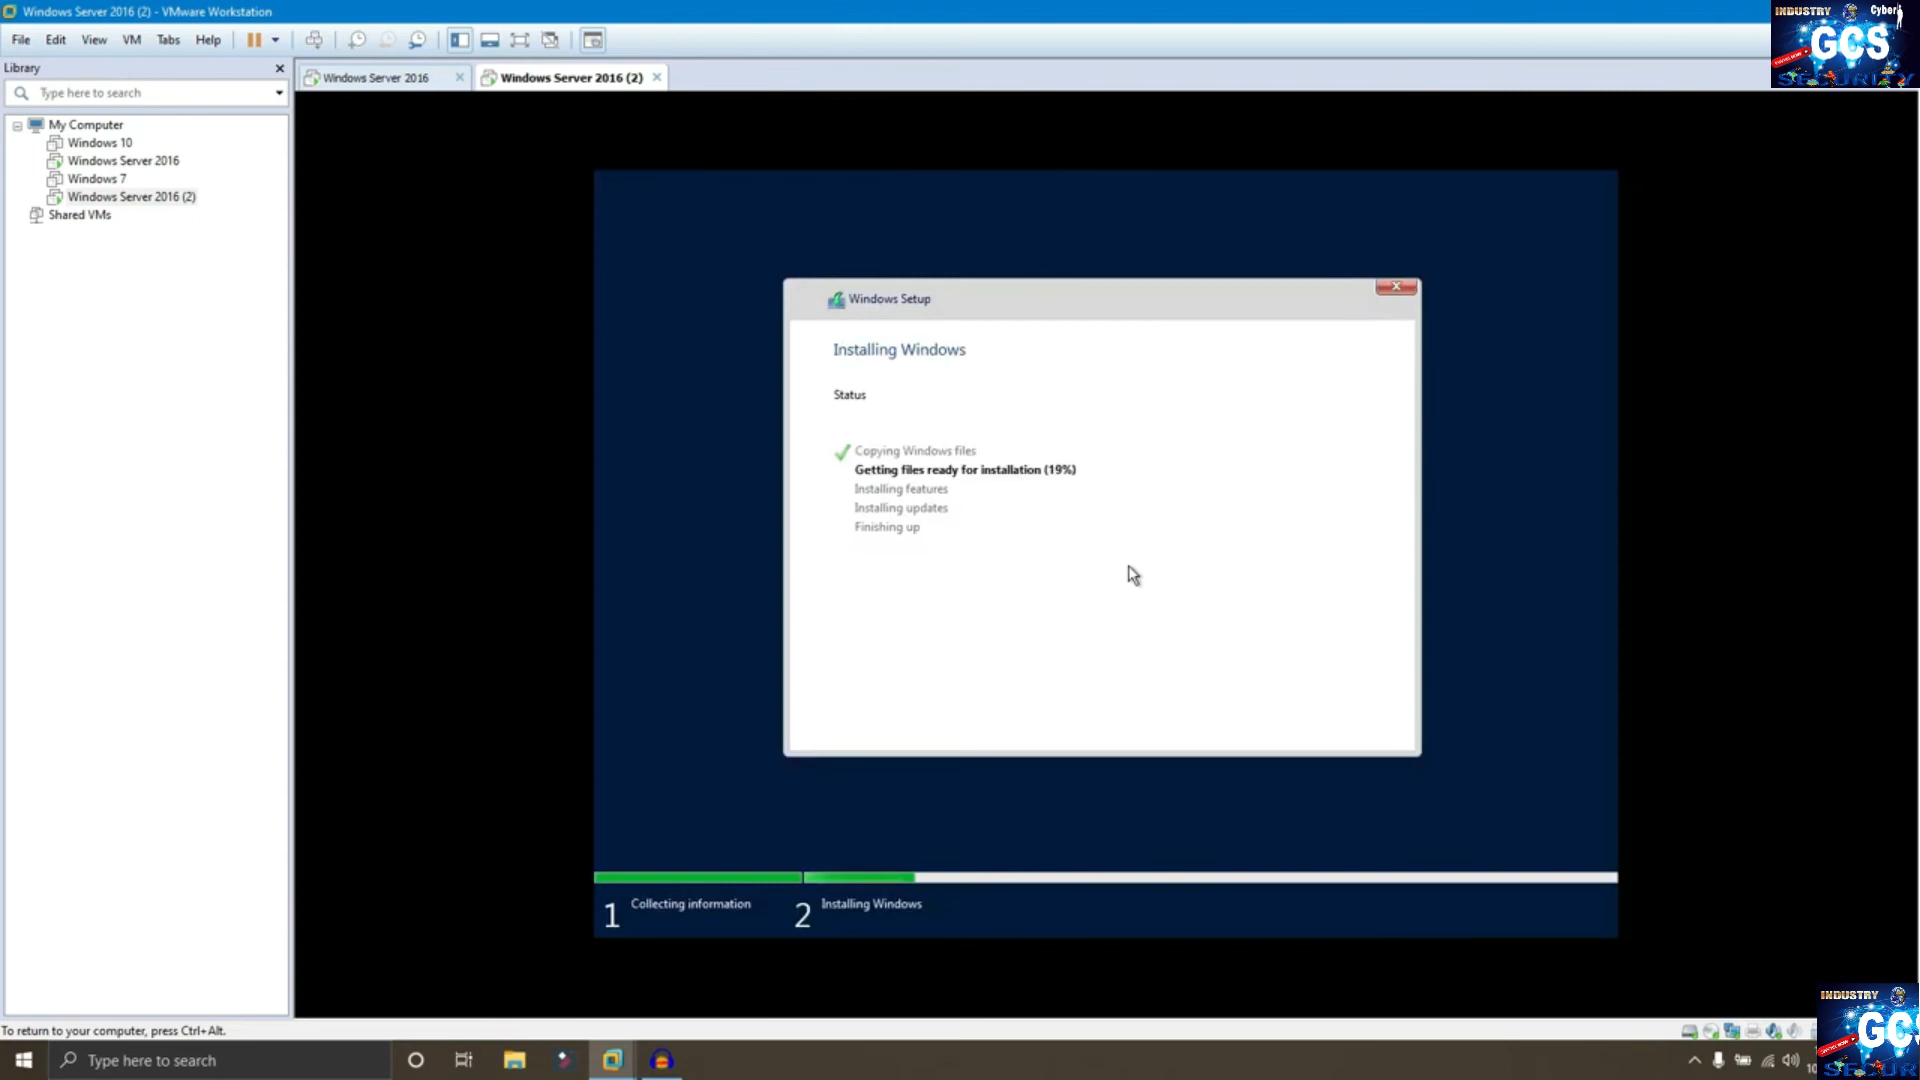 Windows Server 2016 (2) - VMware Workstation
File Edit View VM Tabs Help
Library
Type here to search
My Computer
Windows 10
Windows Server 2016
Windows 7
Windows Server 2016 (2)
Shared VMs
Windows Server 2016
Windows Server 2016 (2)
INDUSTRY Cyber
GCS
SECURITY
Windows Setup
Installing Windows
Status
Copying Windows files
Getting files ready for installation (19%)
Installing features
Installing updates
Finishing up
1 Collecting information
2 Installing Windows
To return to your computer, press Ctrl+Alt.
INDUSTRY
GCS
SECUR
Type here to search